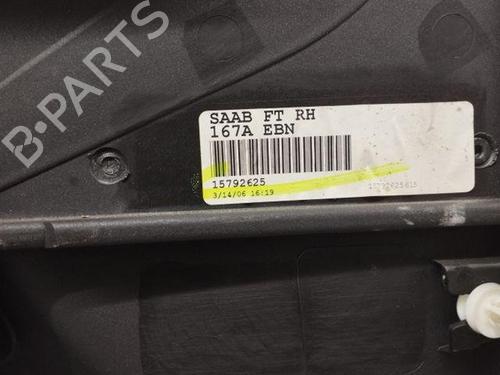 B-PARTS
SAAB FT RH
167A EBN
15792625
3/14/06 16:19